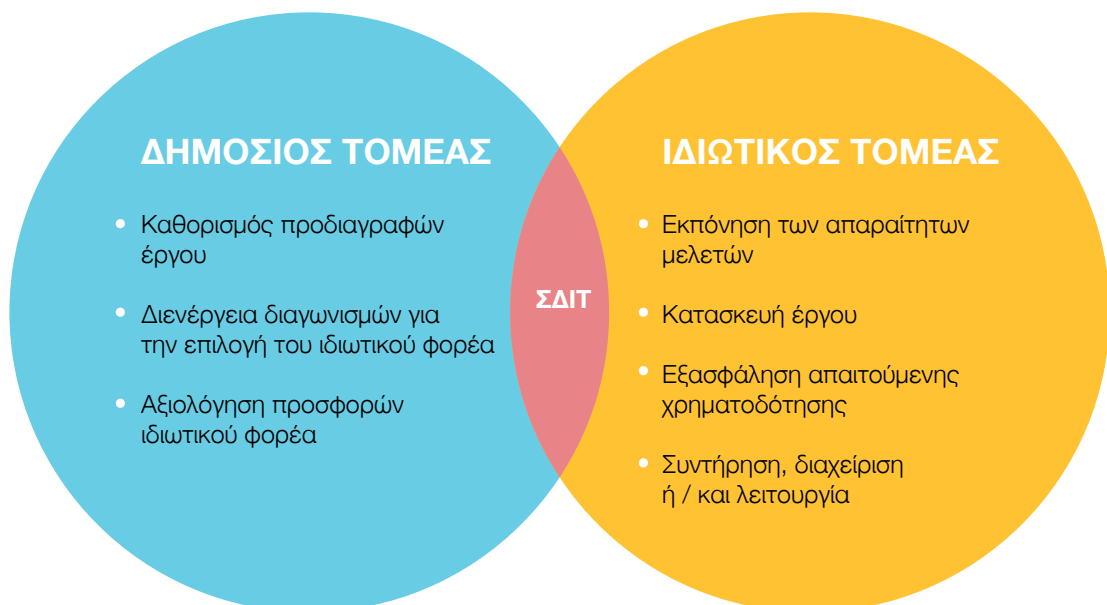 ΔΗΜΟΣΙΟΣ ΤΟΜΕΑΣ
• Καθορισμός προδιαγραφών
έργου
• Διενέργεια διαγωνισμών για
την επιλογή του ιδιωτικού φορέα
• Αξιολόγηση προσφορών
ιδιωτικού φορέα
ΣΔΙΤ
ΙΔΙΩΤΙΚΟΣ ΤΟΜΕΑΣ
• Εκπόνηση των απαραίτητων
μελετών
• Κατασκευή έργου
• Εξασφάληση απαιτούμενης
χρηματοδότησης
• Συντήρηση, διαχείριση
ή / και λειτουργία